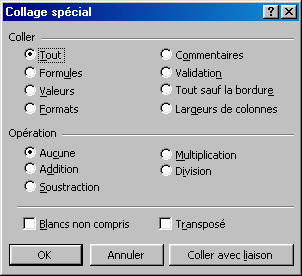 Collage spécial
Coller
Tout
Commentaires
Formules
Validation
Valeurs
Tout sauf la bordure
Formats
Largeurs de colonnes
Opération
Aucune
Multiplication
Addition
Division
Soustraction
Blancs non compris
Transposé
OK
Annuler
Coller avec liaison